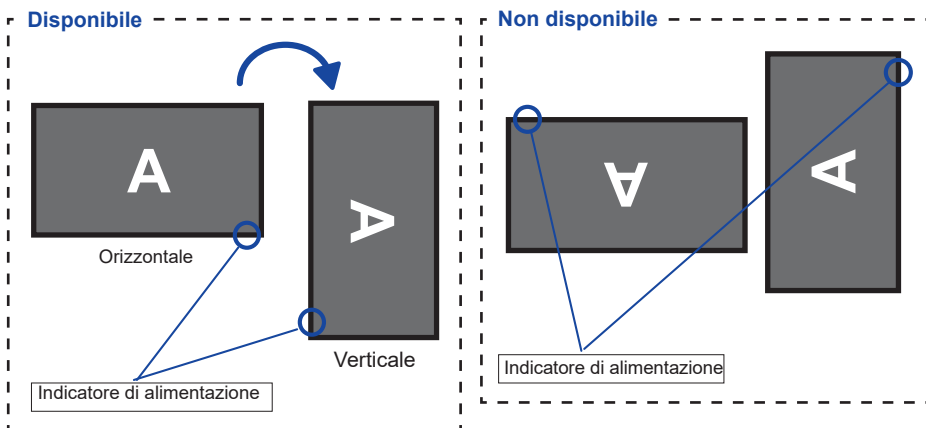 Disponibile
A
Orizzontale
A
Verticale
Indicatore di alimentazione
Non disponibile
A
A
Indicatore di alimentazione